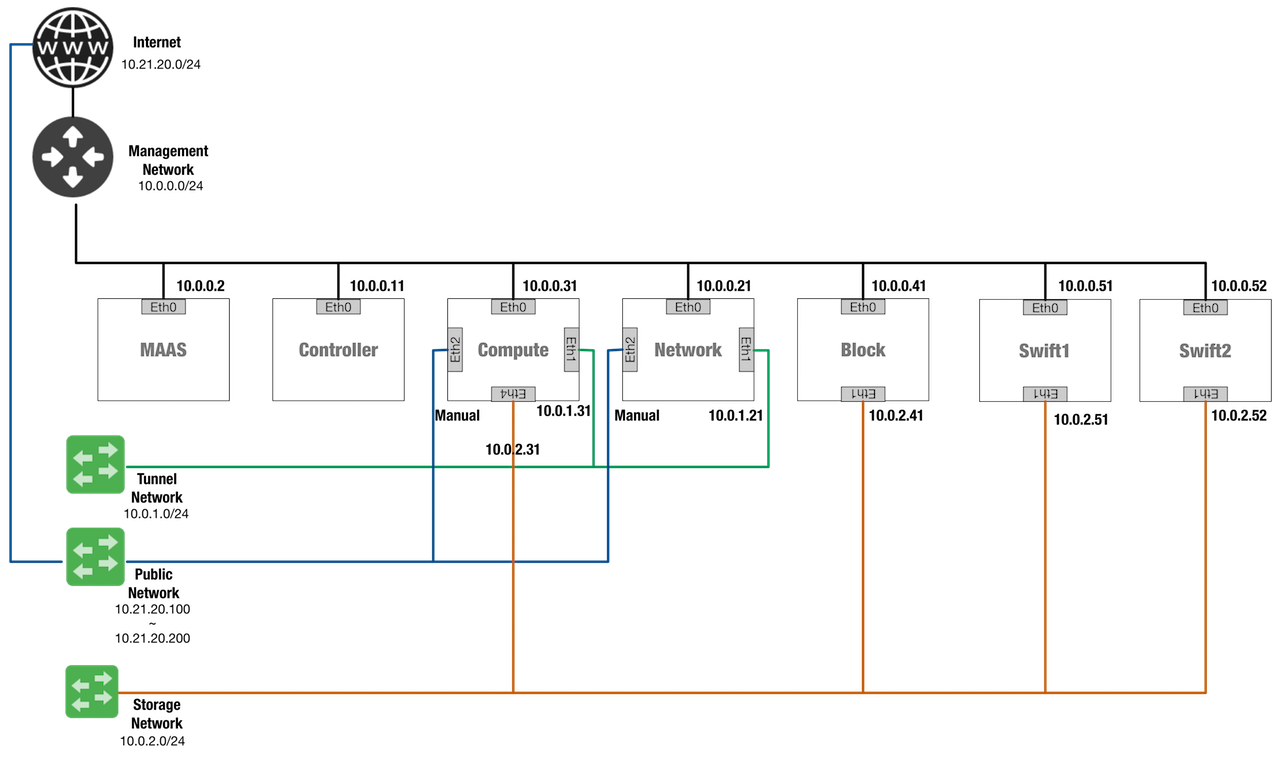 WWW
Internet
10.21.20.0/24
Management
Network
10.0.0.0/24
10.0.0.2
10.0.0.11
10.0.0.31
10.0.0.21
10.0.0.41
10.0.0.51
10.0.0.52
Eth0
Eth0
Eth0
Eth0
Eth0
Eth0
Eth0
MAAS
Controller
Eth2
Compute
Eth1
Eth2
Network
Eth1
Block
Swift1
Swift2
Eth4
Eth1
Eth1
Eth1
Manual
10.0.1.31
Manual
10.0.1.21
10.0.2.41
10.0.2.51
10.0.2.52
10.0.2.31
Tunnel
Network
10.0.1.0/24
Public
Network
10.21.20.100
~
10.21.20.200
Storage
Network
10.0.2.0/24